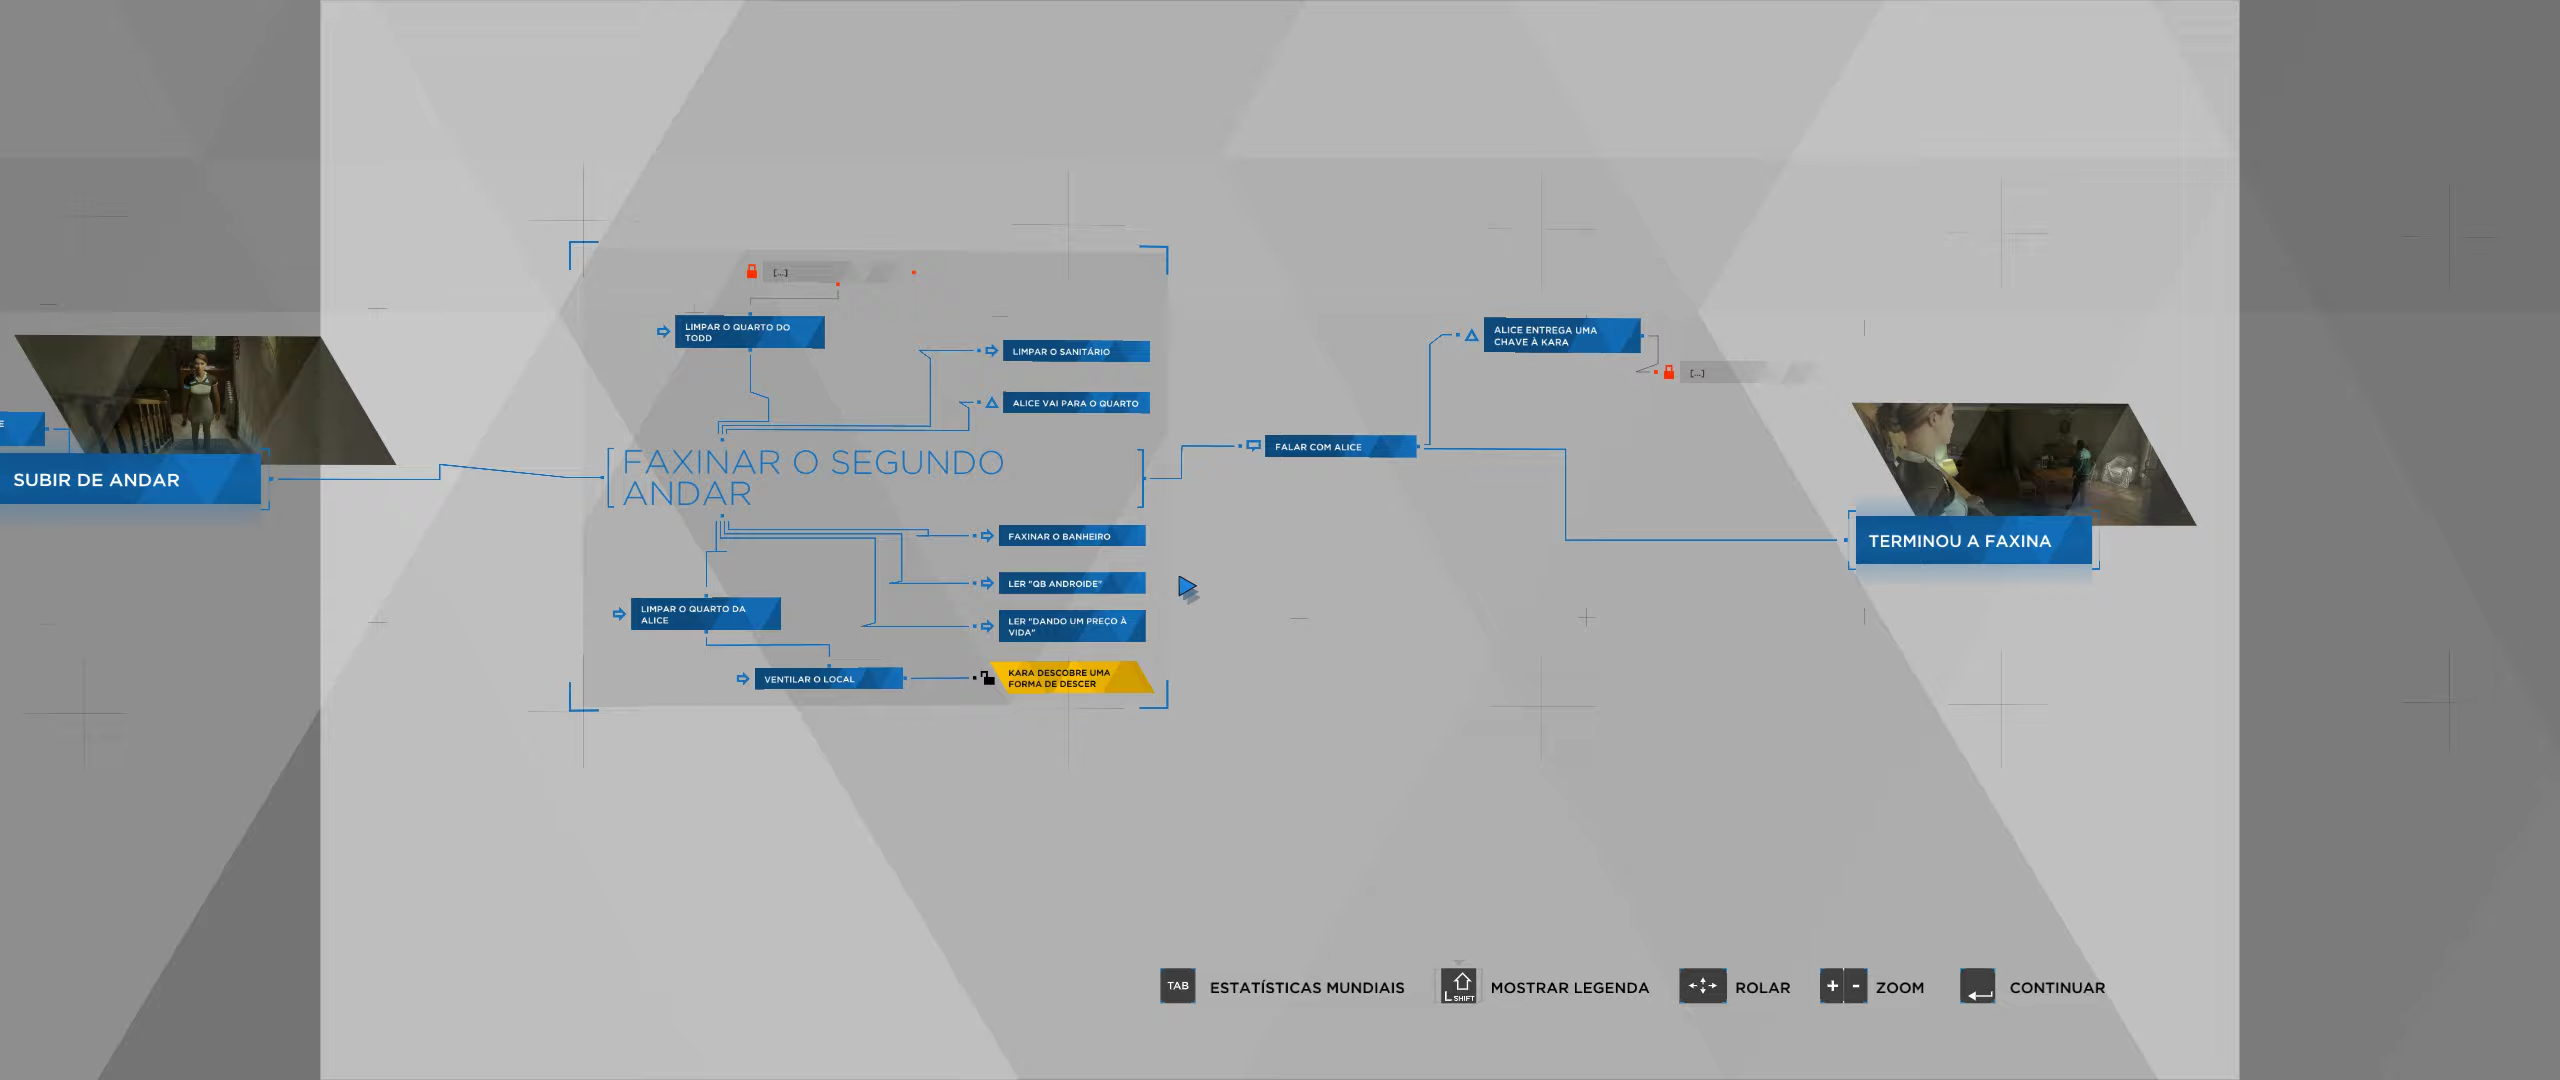 [...]
LIMPAR O QUARTO DO
TODD
LIMPAR O SANITÁRIO
ALICE VAI PARA O QUARTO
E
SUBIR DE ANDAR
FAXINAR O SEGUNDO
ANDAR
FAXINAR O BANHEIRO
LER "QB ANDROIDE"
LIMPAR O QUARTO DA
ALICE
LER "DANDO UM PREÇO À
VIDA"
VENTILAR O LOCAL
KARA DESCOBRE UMA
FORMA DE DESCER
FALAR COM ALICE
ALICE ENTREGA UMA
CHAVE À KARA
[...]
TERMINOU A FAXINA
TAB ESTATÍSTICAS MUNDIAIS
L SHIFT MOSTRAR LEGENDA
ROLAR
+ - ZOOM
CONTINUAR